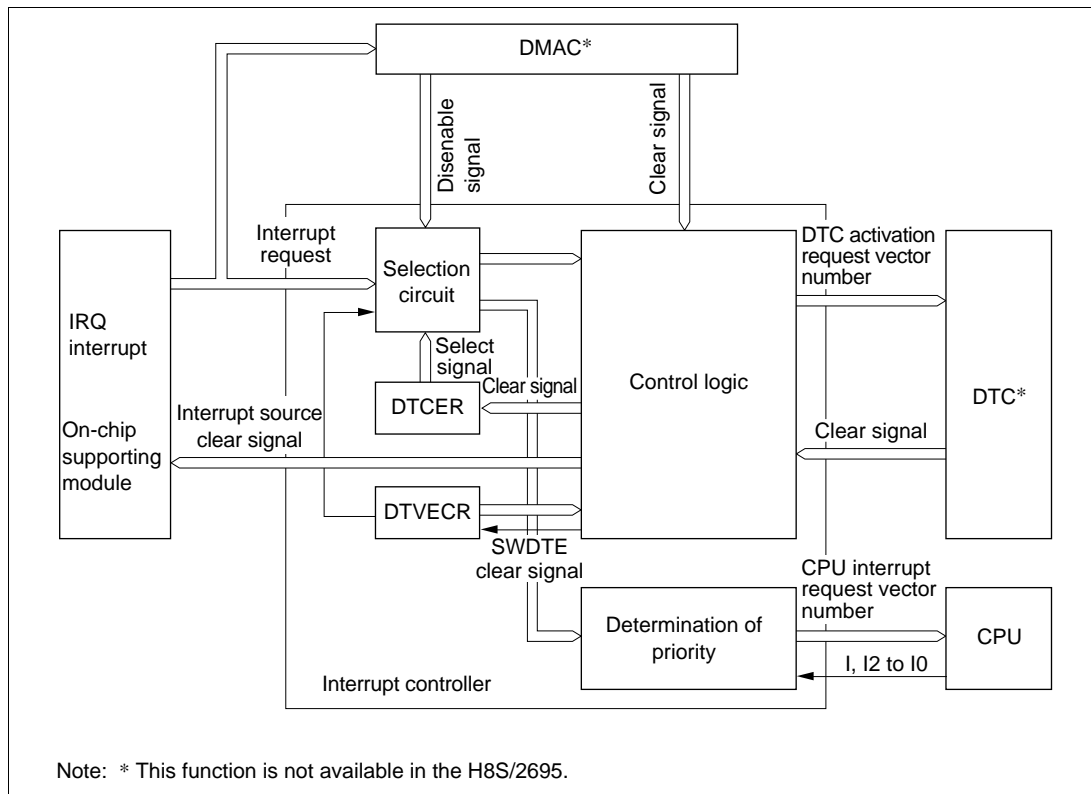 DMAC*
Disenable
signal
Clear signal
Interrupt
request
Selection
circuit
DTC activation
request vector
number
IRQ
interrupt
On-chip
supporting
module
Select
signal
DTCER
Clear signal
Control logic
DTC*
Interrupt source
clear signal
Clear signal
DTVECR
SWDTE
clear signal
CPU interrupt
request vector
number
Determination of
priority
CPU
I, I2 to I0
Interrupt controller
Note: * This function is not available in the H8S/2695.